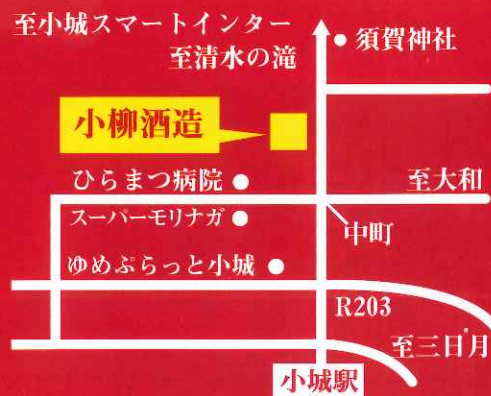 至小城スマートインター
至清水の滝
須賀神社
小柳酒造
ひらまつ病院
至大和
スーパーモリナガ
中町
ゆめぷらっと小城
R203
至三日月
小城駅